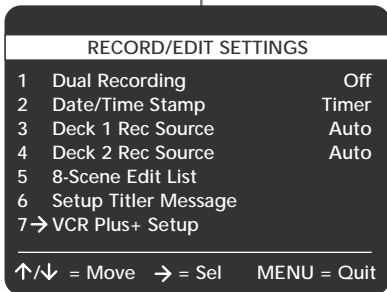 RECORD/EDIT SETTINGS
1 Dual Recording Off
2 Date/Time Stamp Timer
3 Deck 1 Rec Source Auto
4 Deck 2 Rec Source Auto
5 8-Scene Edit List
6 Setup Titler Message
7→ VCR Plus+ Setup
↑/↓ = Move → = Sel MENU = Quit